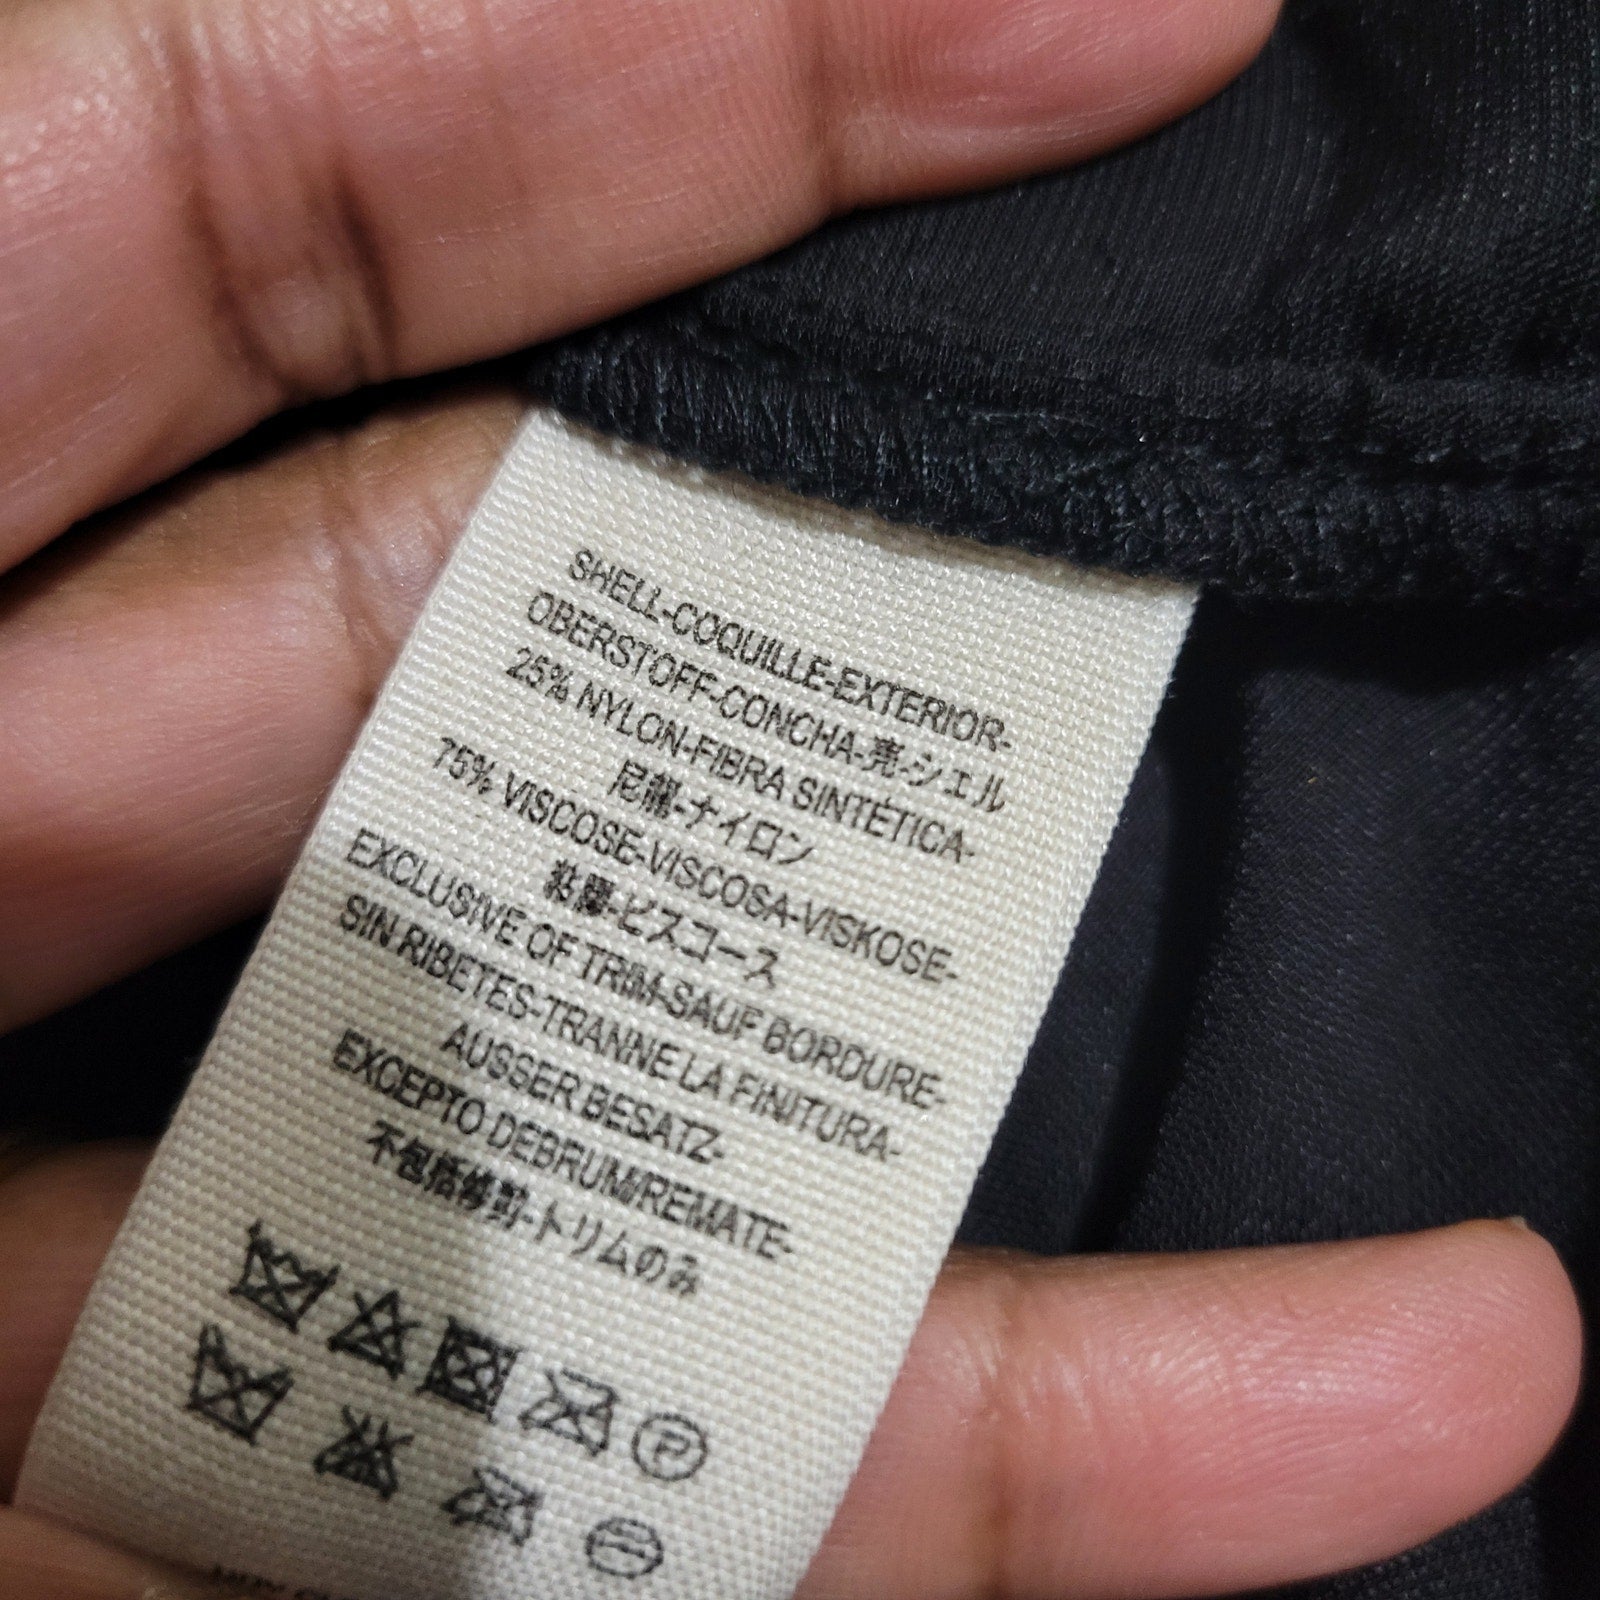 SHELL-COQUILLE-EXTERIOR-
OBERSTOFF-CONCHA-売-シェル
25% NYLON-FIBRA SINTÉTICA-
尼龍-ナイロン
75% VISCOSE-VISCOSA-VISKOSE-
粘膠-ビスコース
EXCLUSIVE OF TRIM-SAUF BORDURE-
SIN RIBETES-TRANNE LA FINITURA-
AUSSER BESATZ-
EXCEPTO DEBRUM/REMATE-
不包括修剪-トリムのみ
P